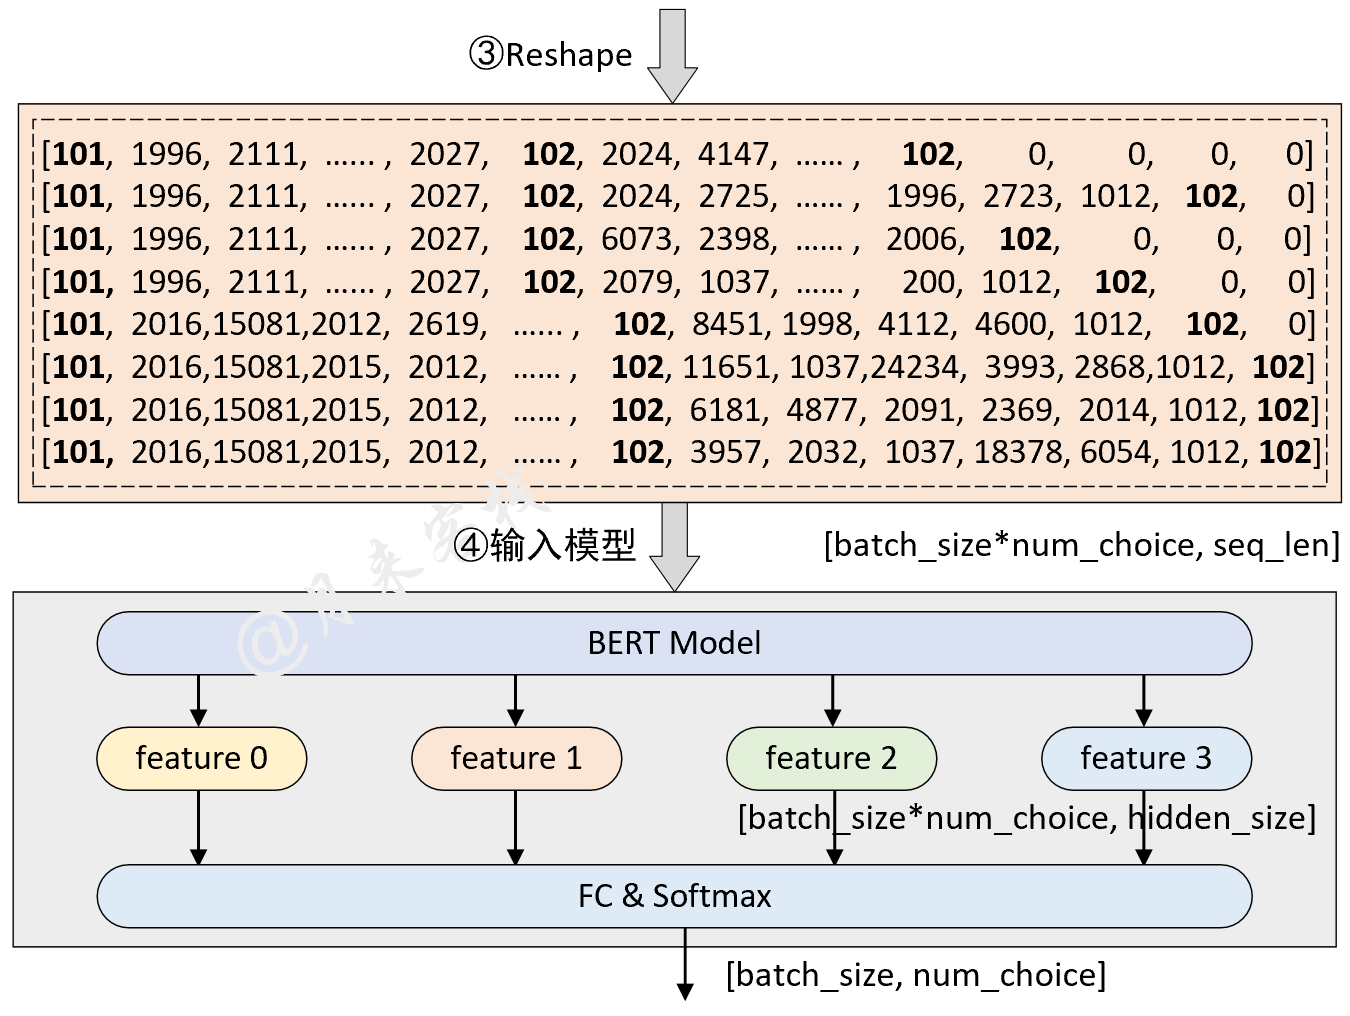 ③Reshape
[101, 1996, 2111, ...... , 2027, 102, 2024, 4147, ...... , 102, 0, 0, 0, 0]
[101, 1996, 2111, ...... , 2027, 102, 2024, 2725, ...... , 1996, 2723, 1012, 102, 0]
[101, 1996, 2111, ...... , 2027, 102, 6073, 2398, ...... , 2006, 102, 0, 0, 0]
[101, 1996, 2111, ...... , 2027, 102, 2079, 1037, ...... , 200, 1012, 102, 0, 0]
[101, 2016,15081,2012, 2619, ...... , 102, 8451, 1998, 4112, 4600, 1012, 102, 0]
[101, 2016,15081,2015, 2012, ...... , 102, 11651, 1037,24234, 3993, 2868,1012, 102]
[101, 2016,15081,2015, 2012, ...... , 102, 6181, 4877, 2091, 2369, 2014, 1012, 102]
[101, 2016,15081,2015, 2012, ...... , 102, 3957, 2032, 1037, 18378, 6054, 1012, 102]
④输入模型
[batch_size*num_choice, seq_len]
@月来客栈
BERT Model
feature 0
feature 1
feature 2
feature 3
[batch_size*num_choice, hidden_size]
FC & Softmax
[batch_size, num_choice]